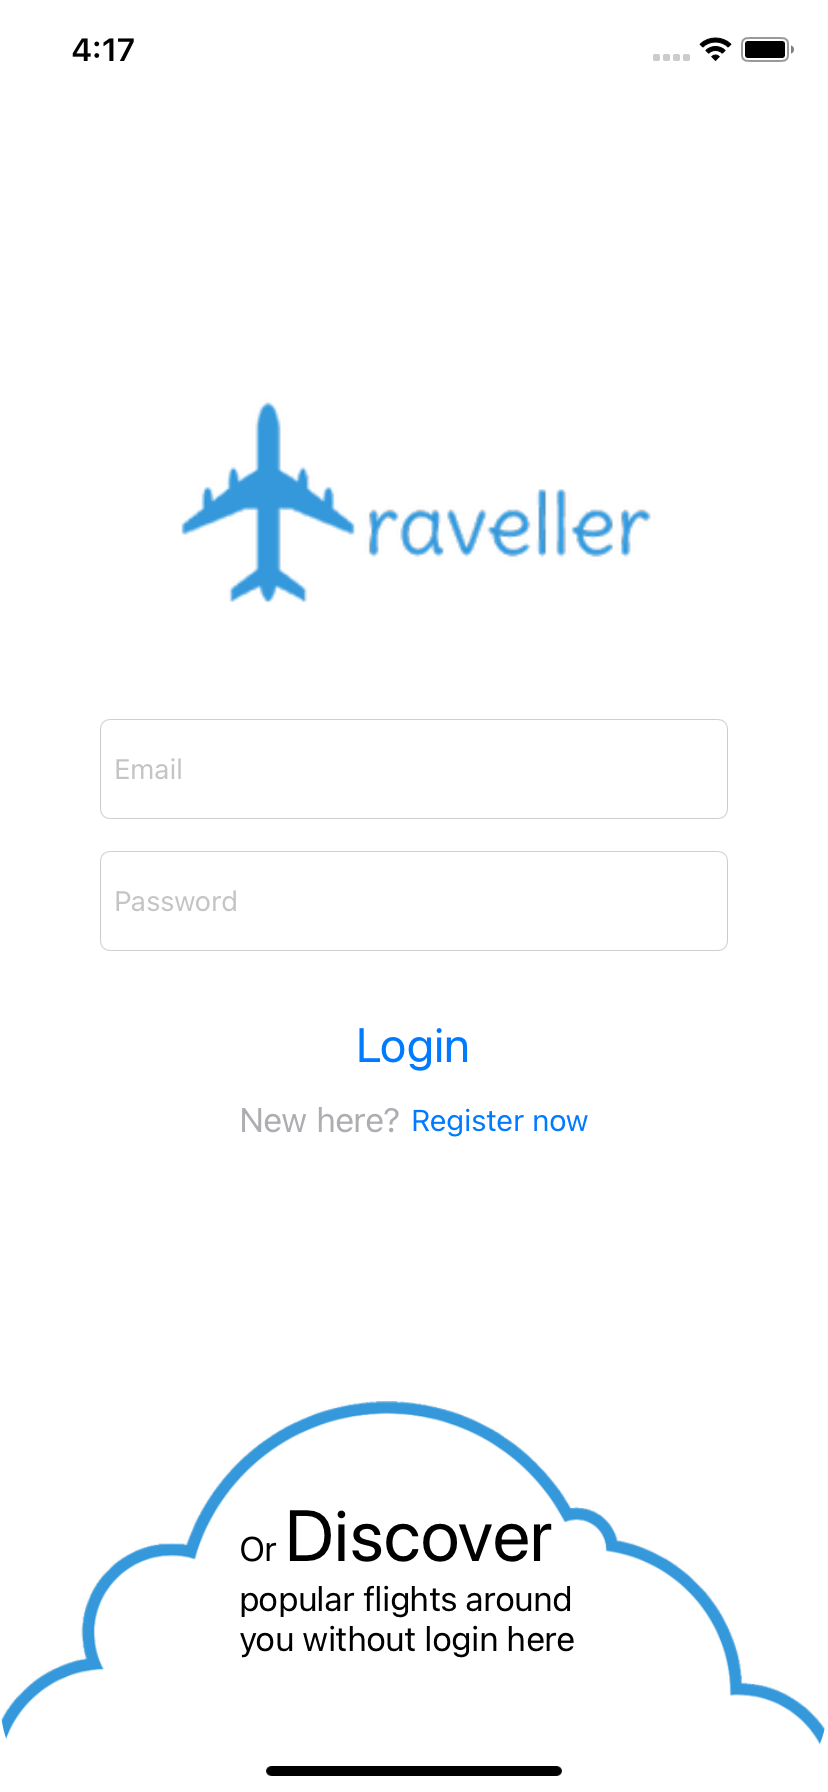 4:17
raveller
Email
Password
Login
New here? Register now
Or Discover
popular flights around
you without login here